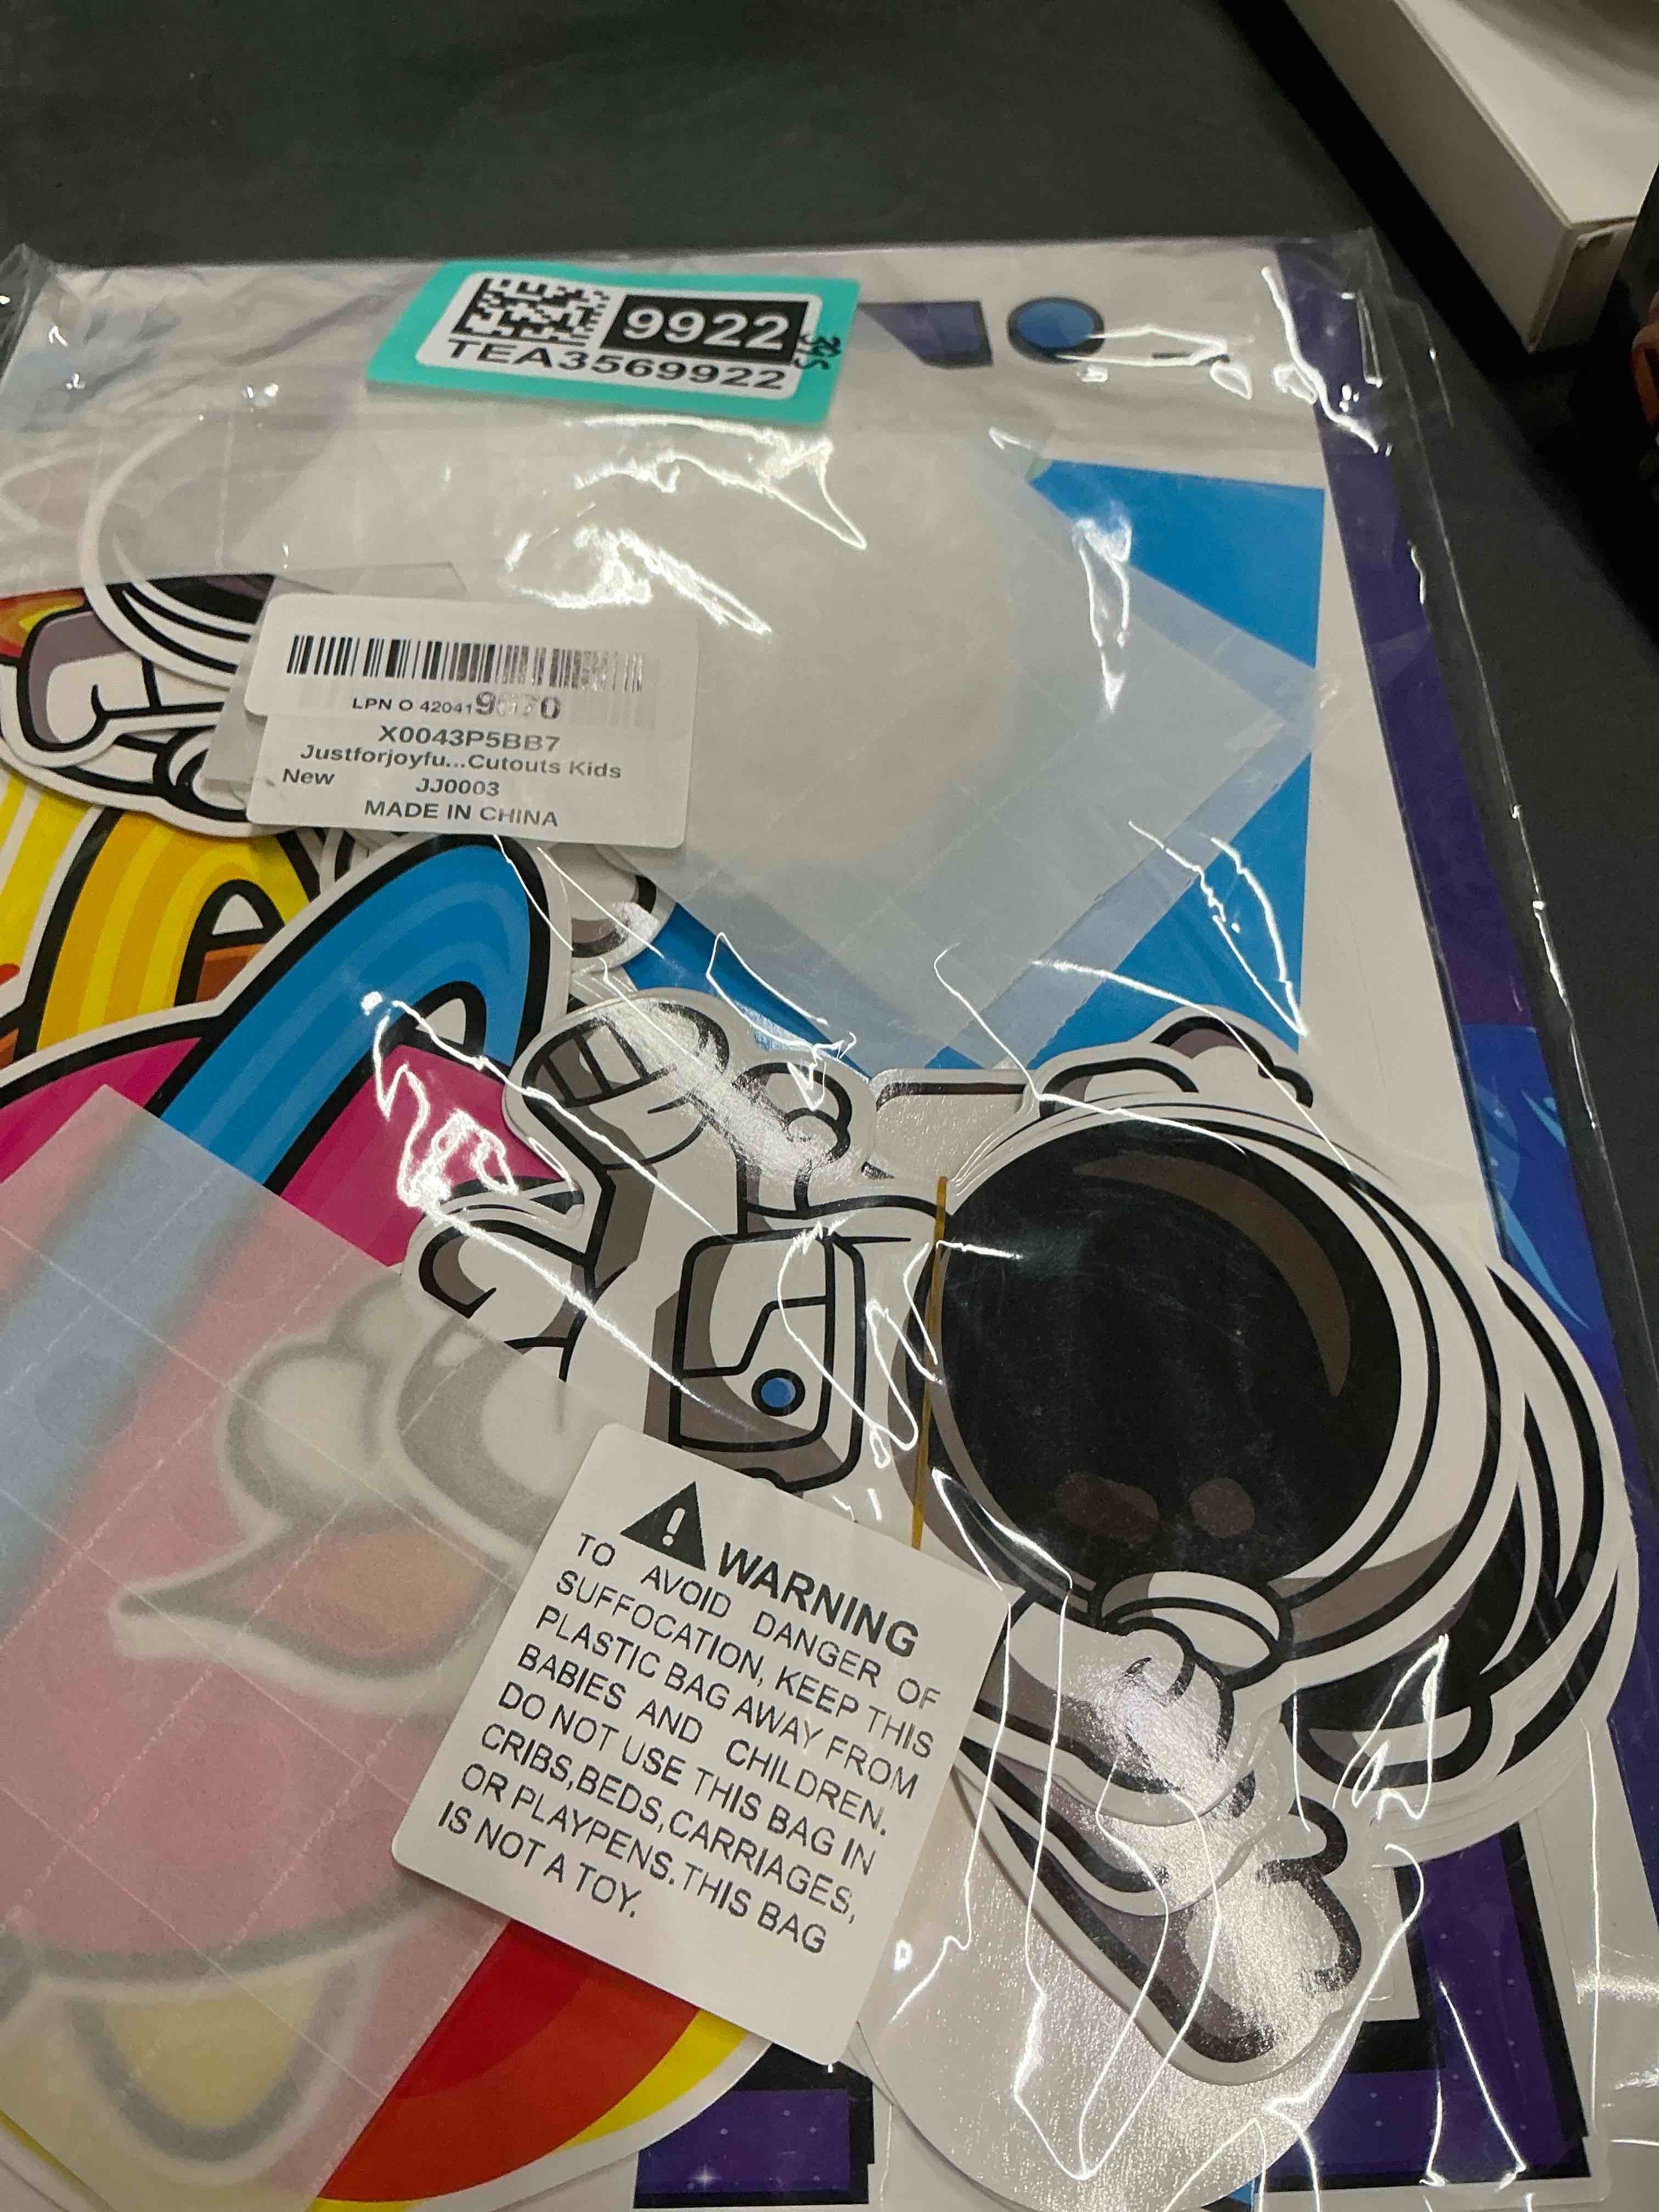 9922
TEA3569922
LPN O 42041
X0043P5BB7
Justforjoyfu...Cutouts Kids
New JJ0003
MADE IN CHINA
WARNING
TO AVOID DANGER OF
SUFFOCATION, KEEP THIS
PLASTIC BAG AWAY FROM
BABIES AND CHILDREN.
DO NOT USE THIS BAG IN
CRIBS,BEDS,CARRIAGES,
OR PLAYPENS.THIS BAG
IS NOT A TOY.